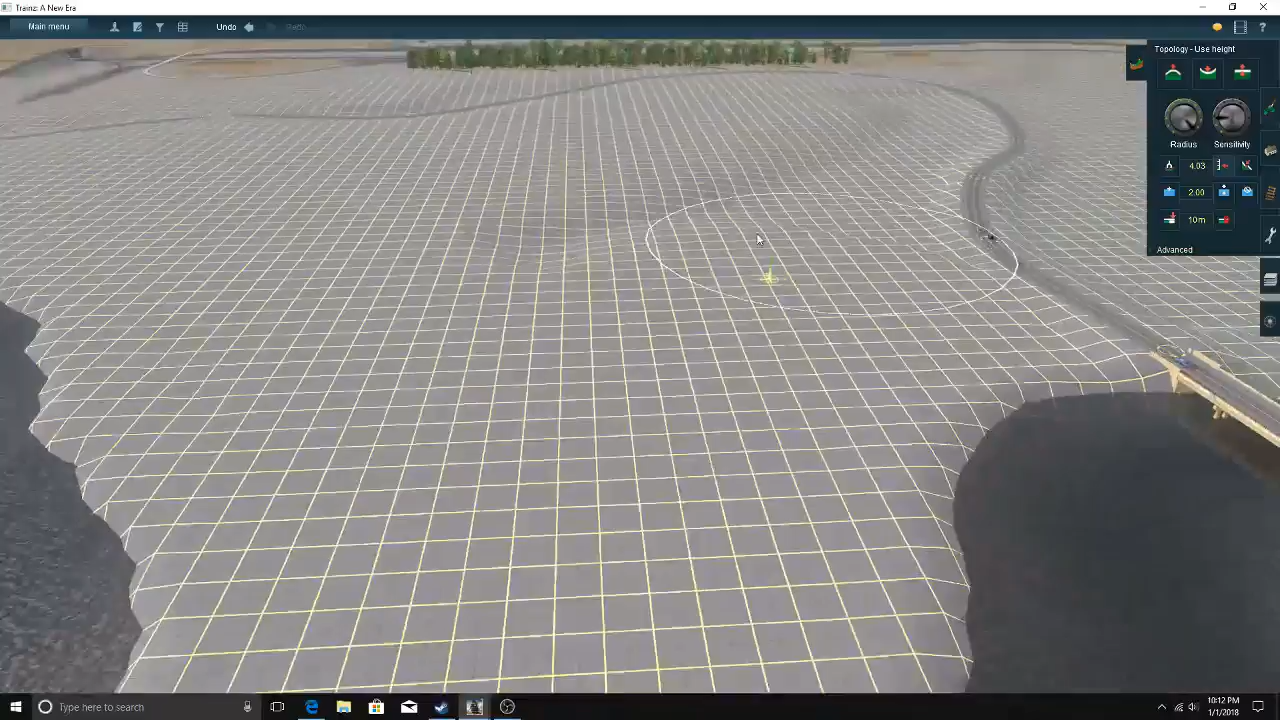 Trainz: A New Era
Main menu
Undo
Redo
Topology - Use height
Radius
Sensitivity
4.03
2.00
10m
Advanced
Type here to search
10:12 PM
1/1/2018